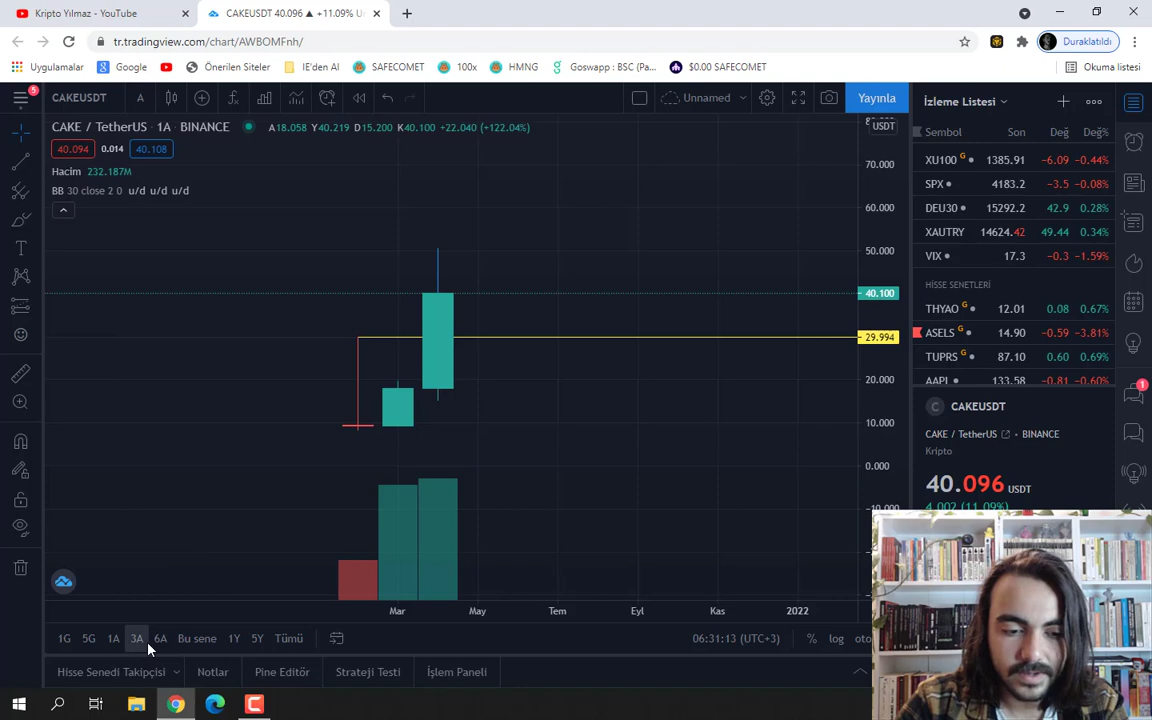 Kripto Yılmaz - YouTube
CAKEUSDT 40.096 ▲ +11.09% U
tr.tradingview.com/chart/AWBOMFnh/
Duraklatıldı
Uygulamalar
Google
Önerilen Siteler
IE'den Al
SAFECOMET
100x
HMNG
Goswapp : BSC (Pa...
$0.00 SAFECOMET
Okuma listesi
5
CAKEUSDT
A
Unnamed
Yayınla
CAKE / TetherUS · 1A · BINANCE
A18.058 Y40.219 D15.200 K40.100 +22.040 (+122.04%)
40.094 0.014 40.108
Hacim 232.187M
BB 30 close 2 0 u/d u/d u/d
USDT
70.000
60.000
50.000
40.100
29.994
20.000
10.000
0.000
-10.000
Mar May Tem Eyl Kas 2022
1G 5G 1A 3A 6A Bu sene 1Y 5Y Tümü
06:31:13 (UTC+3) % log oto
Hisse Senedi Takipçisi Notlar Pine Editör Strateji Testi İşlem Paneli
İzleme Listesi
Sembol Son Değ Değ%
XU100 G 1385.91 -6.09 -0.44%
SPX 4183.2 -3.5 -0.08%
DEU30 15292.2 42.9 0.28%
XAUTRY 14624.42 49.44 0.34%
VIX 17.3 -0.3 -1.59%
HİSSE SENETLERİ
THYAO G 12.01 0.08 0.67%
ASELS G 14.90 -0.59 -3.81%
TUPRS G 87.10 0.60 0.69%
AAPL 133.58 -0.81 -0.60%
1
C CAKEUSDT
CAKE / TetherUS · BINANCE
Kripto
40.096 USDT
4.002 (11.09%)